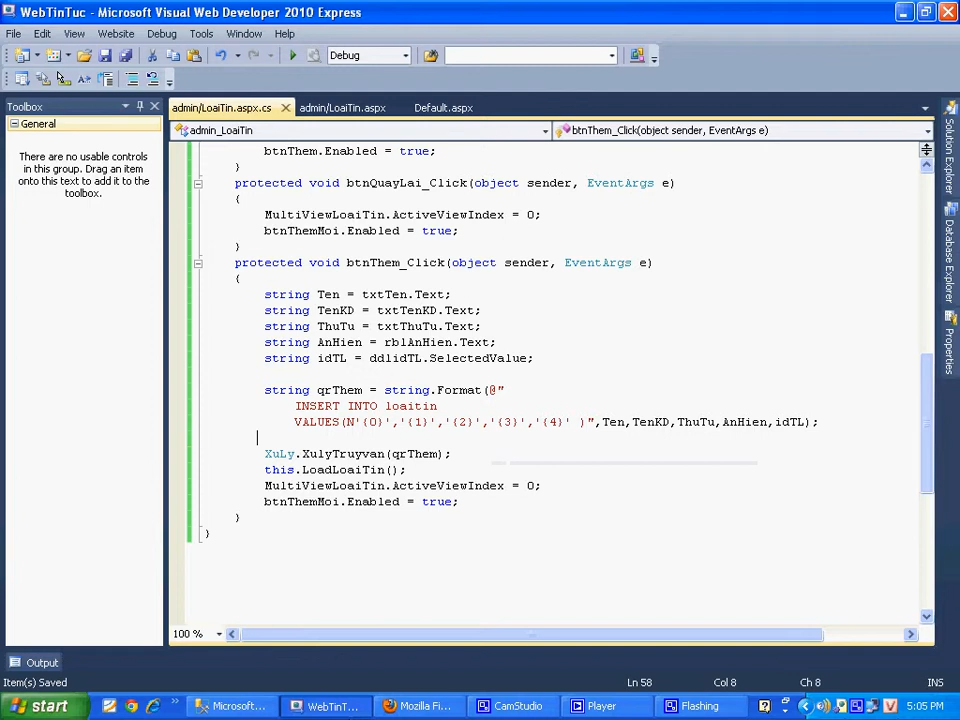 WebTinTuc - Microsoft Visual Web Developer 2010 Express
File Edit View Website Debug Tools Window Help
Debug
Toolbox
General
There are no usable controls
in this group. Drag an item
onto this text to add it to the
toolbox.
admin/LoaiTin.aspx.cs admin/LoaiTin.aspx Default.aspx
admin_LoaiTin btnThem_Click(object sender, EventArgs e)
btnThem.Enabled = true;
}
protected void btnQuayLai_Click(object sender, EventArgs e)
{
MultiViewLoaiTin.ActiveViewIndex = 0;
btnThemMoi.Enabled = true;
}
protected void btnThem_Click(object sender, EventArgs e)
{
string Ten = txtTen.Text;
string TenKD = txtTenKD.Text;
string ThuTu = txtThuTu.Text;
string AnHien = rblAnHien.Text;
string idTL = ddlidTL.SelectedValue;
string qrThem = string.Format(@"
INSERT INTO loaitin
VALUES(N'{0}','{1}','{2}','{3}','{4}' )",Ten,TenKD,ThuTu,AnHien,idTL);
XuLy.XulyTruyvan(qrThem);
this.LoadLoaiTin();
MultiViewLoaiTin.ActiveViewIndex = 0;
btnThemMoi.Enabled = true;
}
}
Solution Explorer
Database Explorer
Properties
100 %
Output
Item(s) Saved Ln 58 Col 8 Ch 8 INS
start Microsoft... WebTinT... Mozilla Fi... CamStudio Player Flashing 5:05 PM